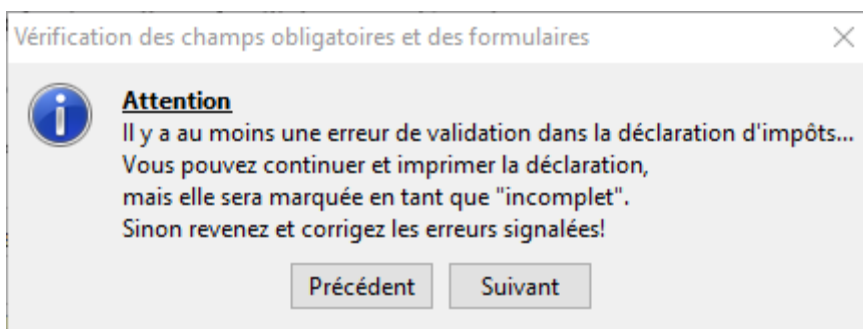 Vérification des champs obligatoires et des formulaires
Attention
Il y a au moins une erreur de validation dans la déclaration d'impôts...
Vous pouvez continuer et imprimer la déclaration,
mais elle sera marquée en tant que "incomplet".
Sinon revenez et corrigez les erreurs signalées!
Précédent Suivant